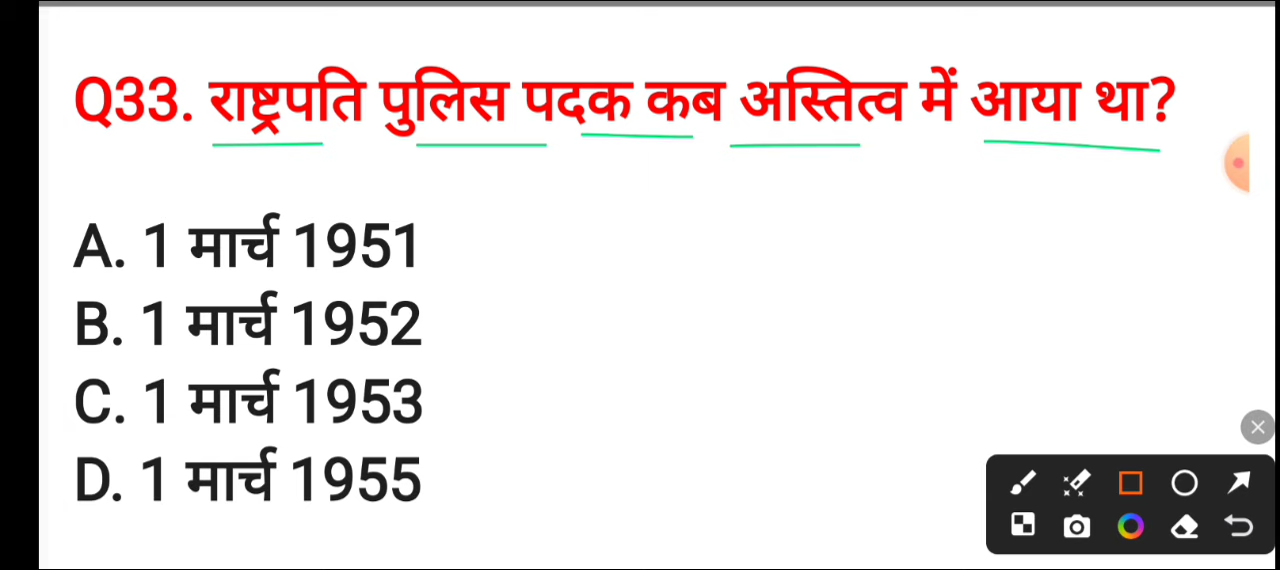 Q33. राष्ट्रपति पुलिस पदक कब अस्तित्व में आया था?
A. 1 मार्च 1951
B. 1 मार्च 1952
C. 1 मार्च 1953
D. 1 मार्च 1955